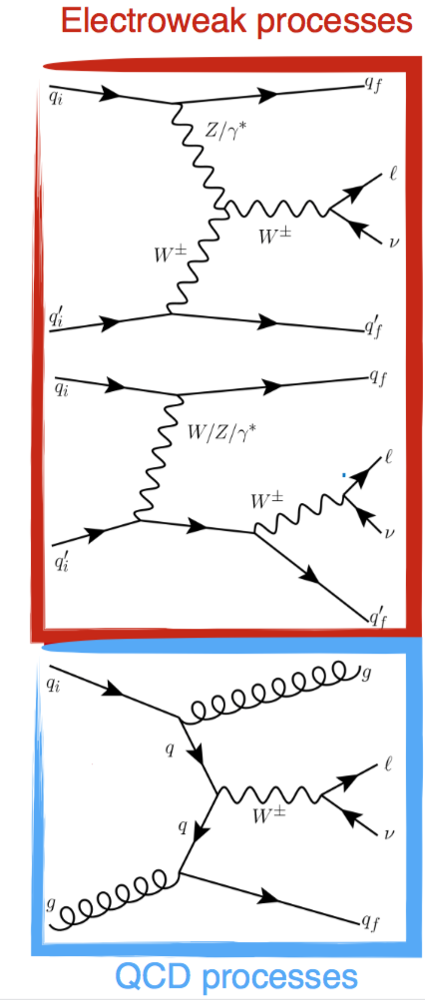 Electroweak processes
q_i
q_f
Z/γ*
ℓ
W^±
W^±
ν
q'_i
q'_f
q_i
q_f
W/Z/γ*
ℓ
W^±
ν
q'_i
q'_f
q_i
g
q
ℓ
W^±
q
ν
g
q_f
QCD processes